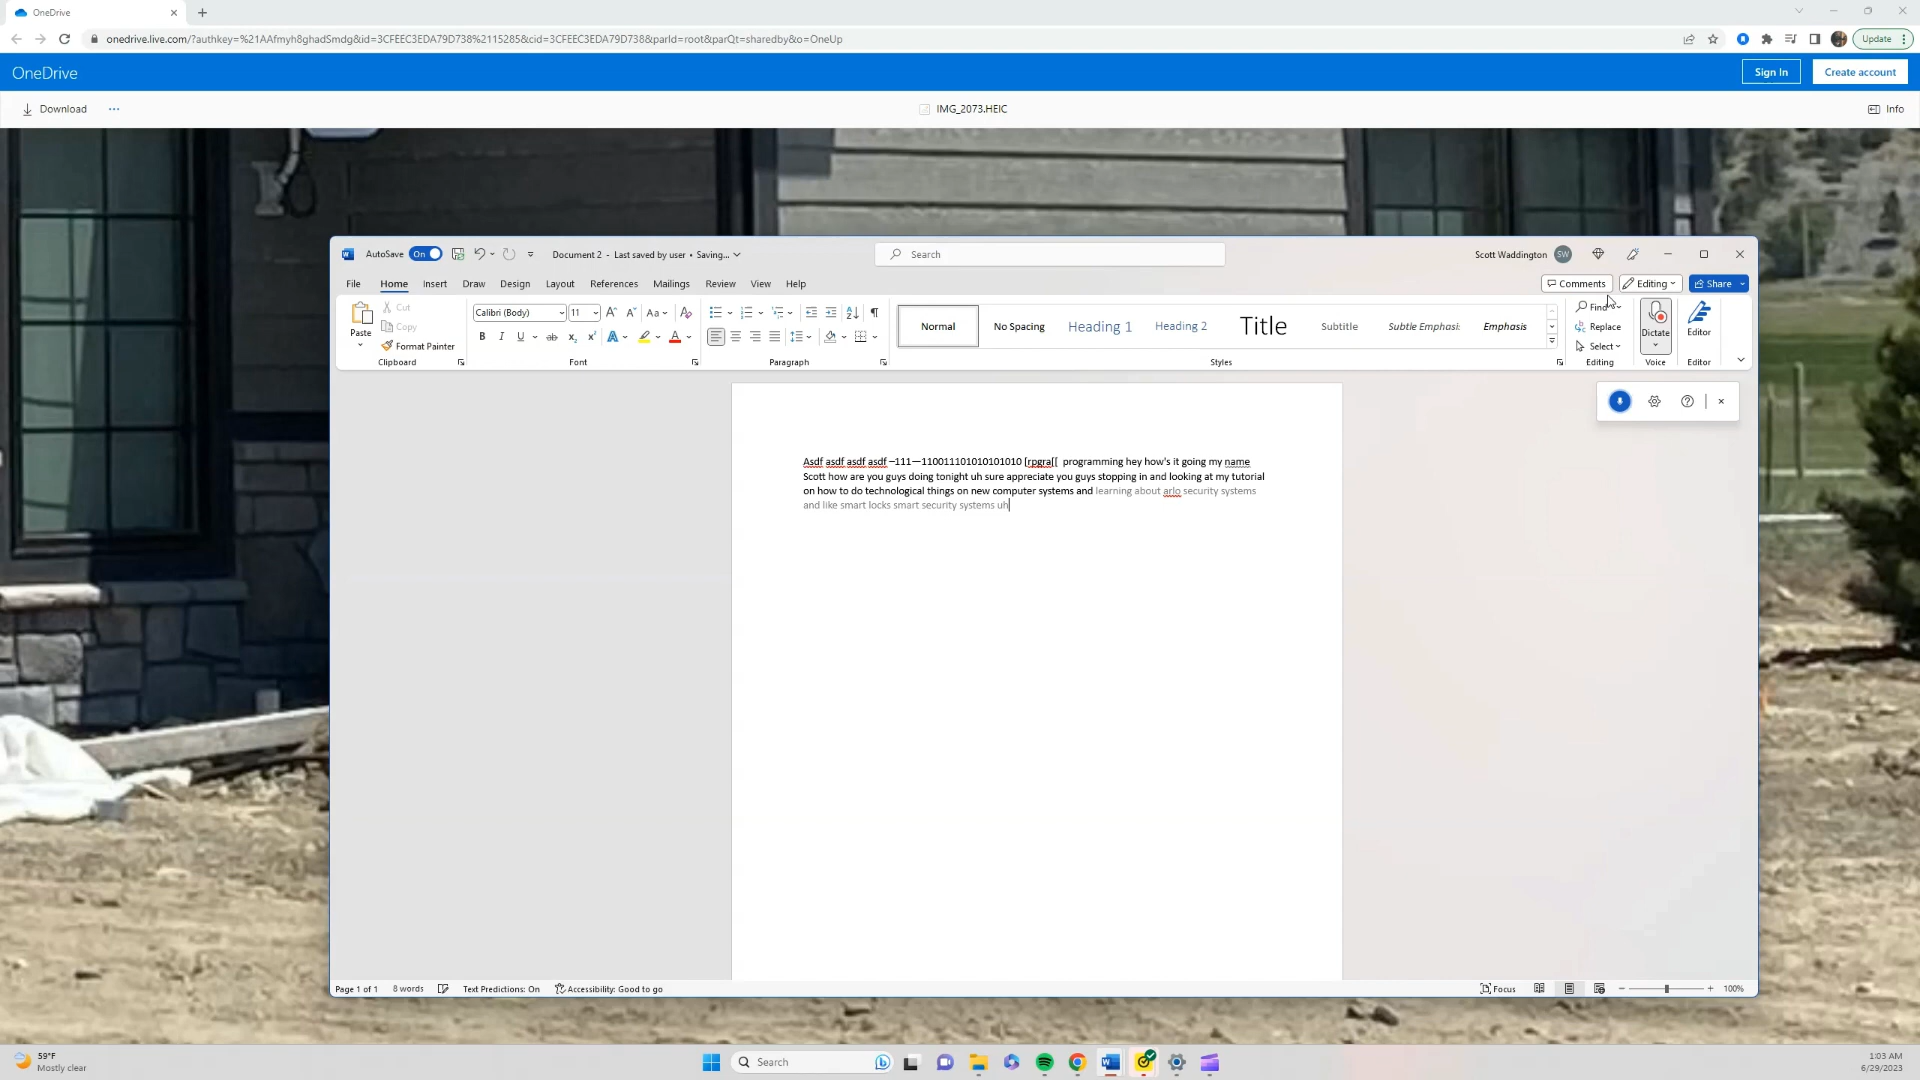 OneDrive
onedrive.live.com/?authkey=%21AAfmyh8ghadSmdg&id=3CFEEC3EDA79D738%2115285&cid=3CFEEC3EDA79D738&parId=root&parQt=sharedby&o=OneUp
Update
OneDrive
Sign In
Create account
Download
IMG_2073.HEIC
Info
AutoSave On
Document 2 - Last saved by user • Saving...
Search
Scott Waddington SW
File Home Insert Draw Design Layout References Mailings Review View Help
Comments Editing Share
Paste
Cut
Copy
Format Painter
Clipboard
Calibri (Body) 11
Font
Paragraph
Normal No Spacing Heading 1 Heading 2 Title Subtitle Subtle Emphasi: Emphasis
Styles
Find
Replace
Select
Editing
Dictate
Voice
Editor
Editor
Asdf asdf asdf asdf –111—110011101010101010 [rpgra[[ programming hey how's it going my name
Scott how are you guys doing tonight uh sure appreciate you guys stopping in and looking at my tutorial
on how to do technological things on new computer systems and learning about arlo security systems
and like smart locks smart security systems uh
Page 1 of 1 8 words Text Predictions: On Accessibility: Good to go
Focus 100%
59°F
Mostly clear
Search
1:03 AM
6/29/2023